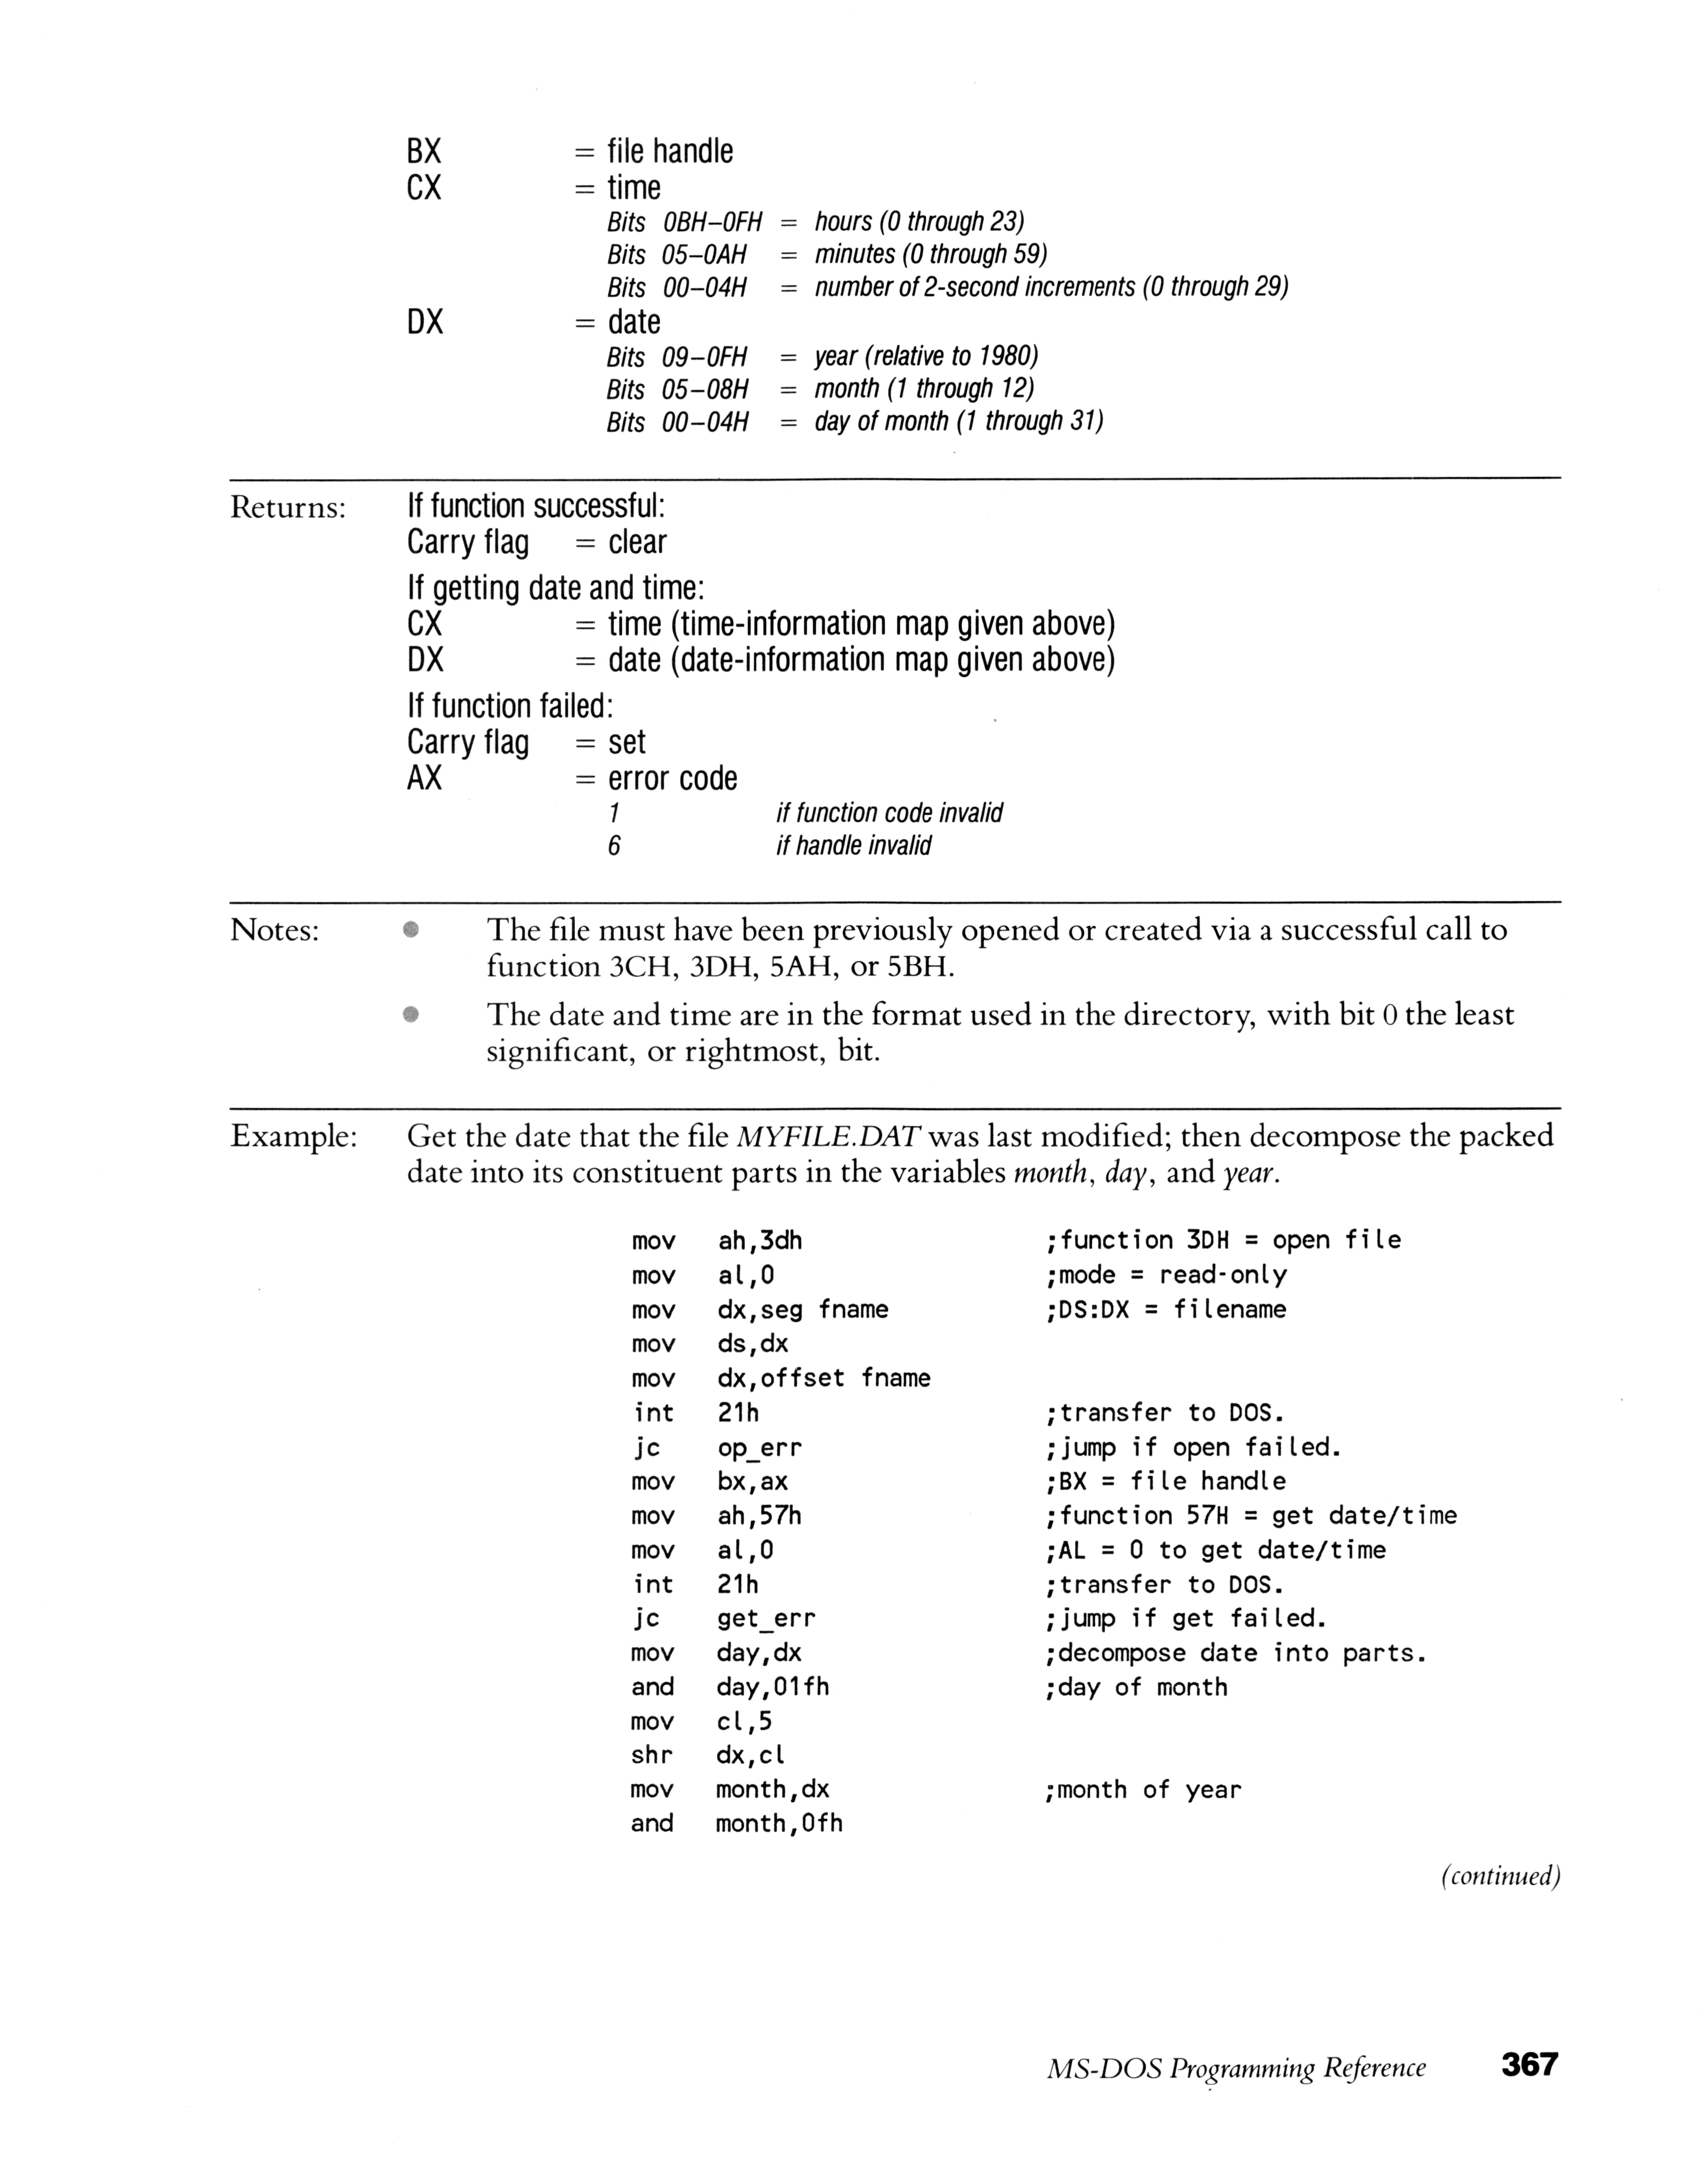 BX = file handle
CX = time
Bits 0BH–0FH = hours (0 through 23)
Bits 05–0AH = minutes (0 through 59)
Bits 00–04H = number of 2-second increments (0 through 29)
DX = date
Bits 09–0FH = year (relative to 1980)
Bits 05–08H = month (1 through 12)
Bits 00–04H = day of month (1 through 31)
Returns: If function successful:
Carry flag = clear
If getting date and time:
CX = time (time-information map given above)
DX = date (date-information map given above)
If function failed:
Carry flag = set
AX = error code
1 if function code invalid
6 if handle invalid
Notes: ● The file must have been previously opened or created via a successful call to
function 3CH, 3DH, 5AH, or 5BH.
● The date and time are in the format used in the directory, with bit 0 the least
significant, or rightmost, bit.
Example: Get the date that the file MYFILE.DAT was last modified; then decompose the packed
date into its constituent parts in the variables month, day, and year.
mov ah,3dh ;function 3DH = open file
mov al,0 ;mode = read-only
mov dx,seg fname ;DS:DX = filename
mov ds,dx
mov dx,offset fname
int 21h ;transfer to DOS.
jc op_err ;jump if open failed.
mov bx,ax ;BX = file handle
mov ah,57h ;function 57H = get date/time
mov al,0 ;AL = 0 to get date/time
int 21h ;transfer to DOS.
jc get_err ;jump if get failed.
mov day,dx ;decompose date into parts.
and day,01fh ;day of month
mov cl,5
shr dx,cl
mov month,dx ;month of year
and month,0fh
(continued)
MS-DOS Programming Reference 367